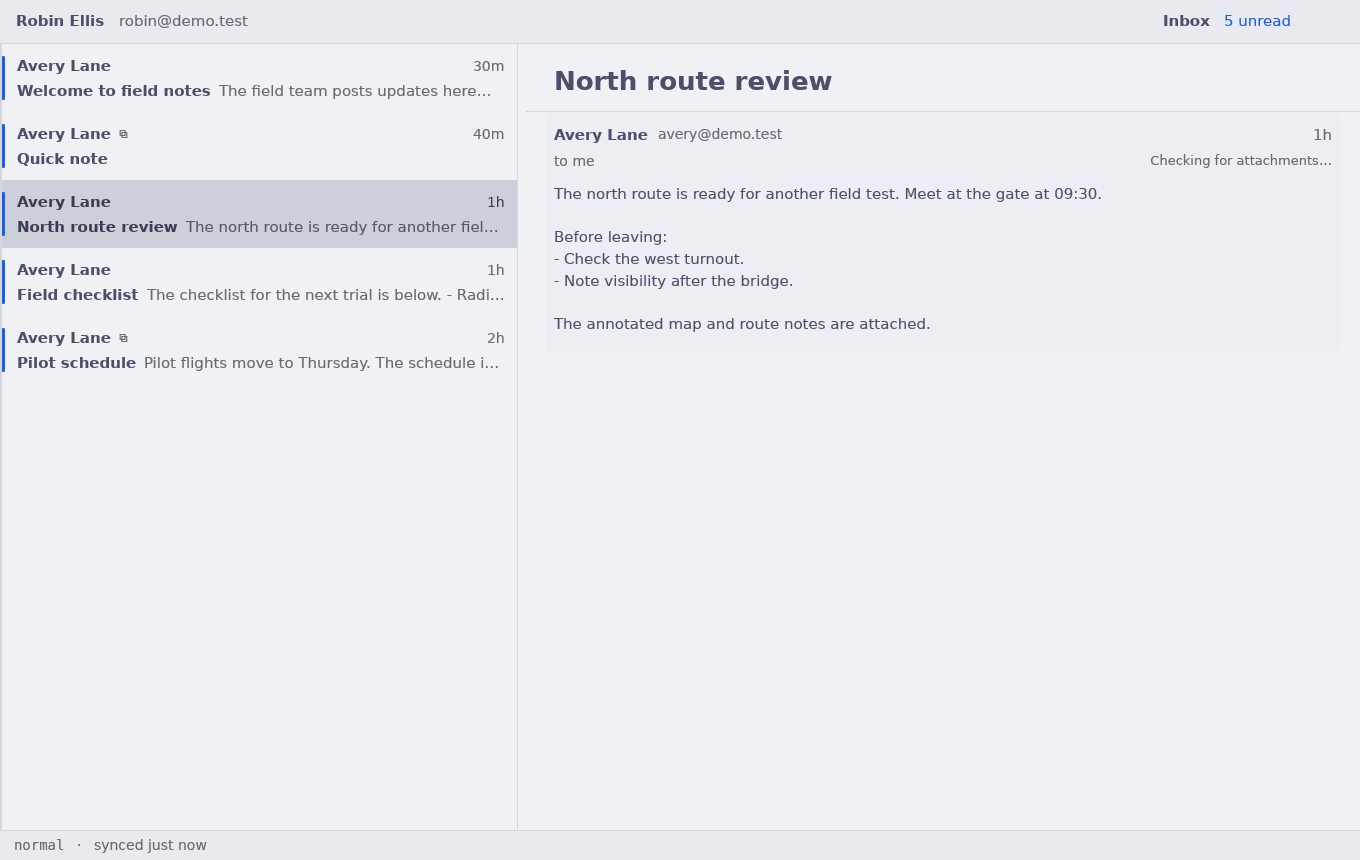 Robin Ellis robin@demo.test
Inbox 5 unread
Avery Lane 30m
Welcome to field notes The field team posts updates here…
Avery Lane 40m
Quick note
Avery Lane 1h
North route review The north route is ready for another fiel…
Avery Lane 1h
Field checklist The checklist for the next trial is below. - Radi…
Avery Lane 2h
Pilot schedule Pilot flights move to Thursday. The schedule i…
North route review
Avery Lane avery@demo.test 1h
to me Checking for attachments…
The north route is ready for another field test. Meet at the gate at 09:30.
Before leaving:
- Check the west turnout.
- Note visibility after the bridge.
The annotated map and route notes are attached.
normal · synced just now